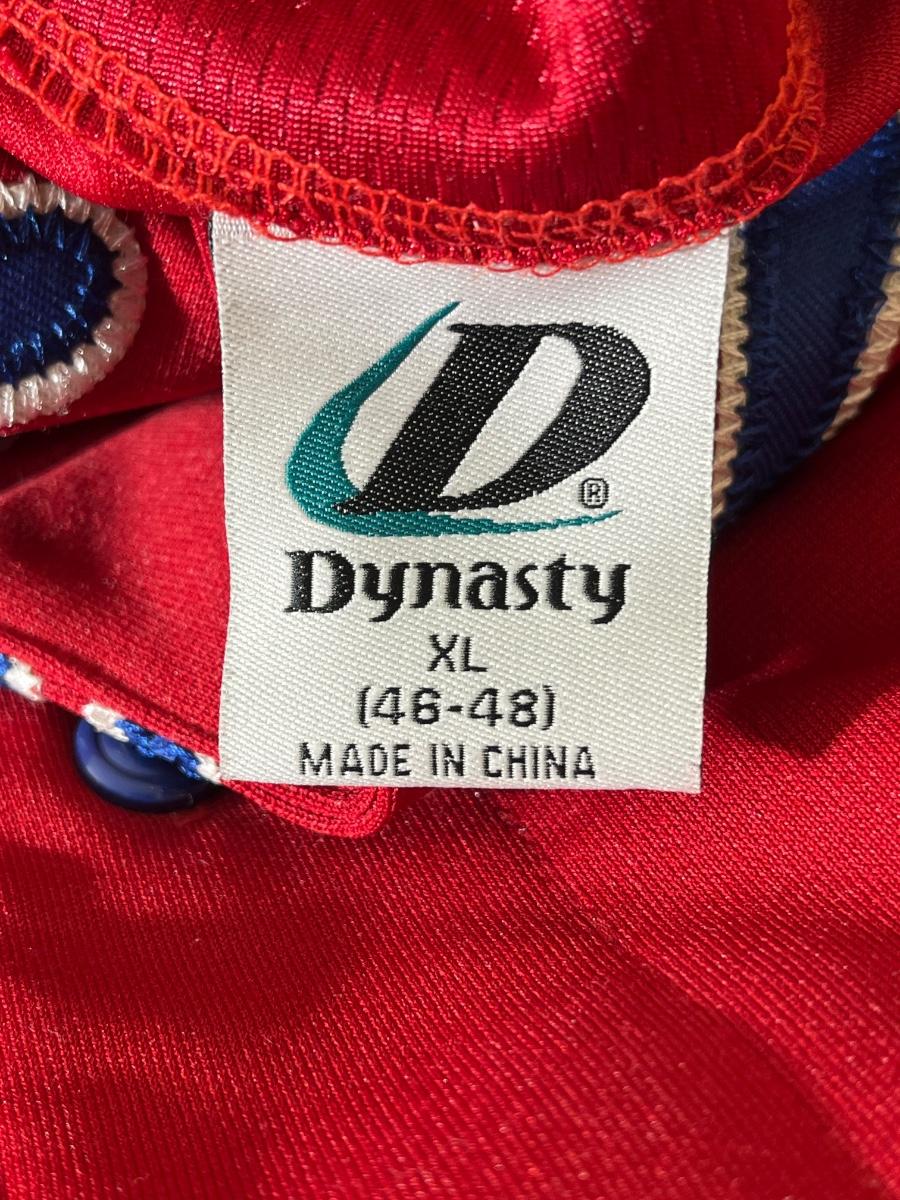 D®
Dynasty
XL
(46-48)
MADE IN CHINA